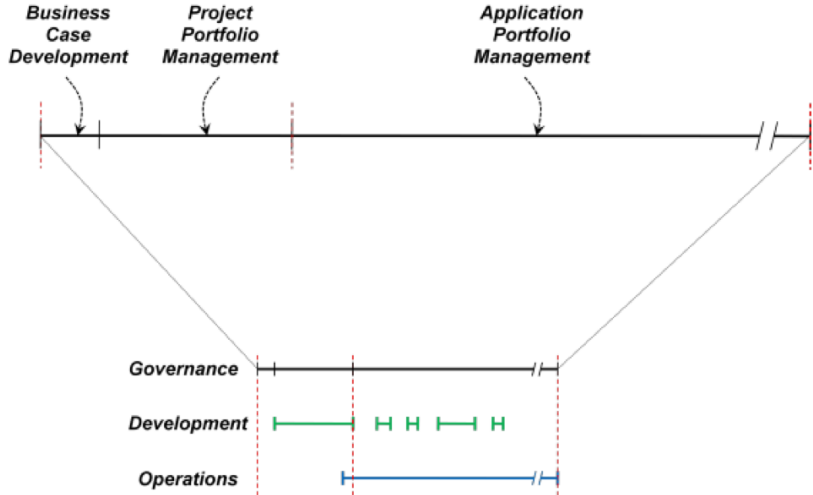 Business
Case
Development
Project
Portfolio
Management
Application
Portfolio
Management
Governance
Development
Operations